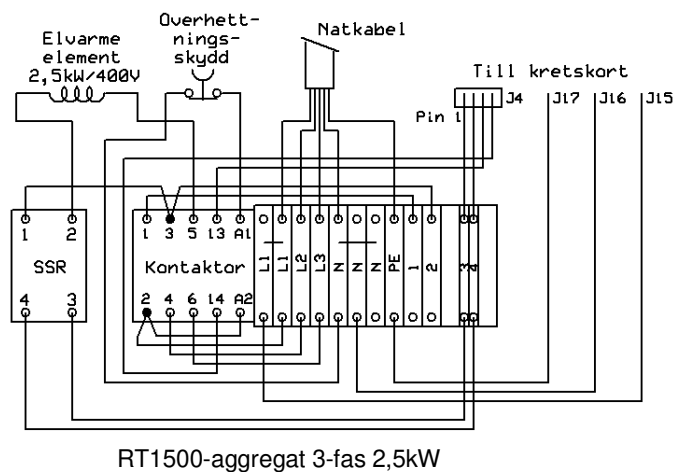 Overhett-
nings-
skydd
Natkabel
Elvarme
element
2,5kW/400V
Till kretskort
J4 J17 J16 J15
Pin 1
1 2
SSR
4 3
1 3 5 13 A1
Kontaktor
2 4 6 14 A2
L1 L1 L2 L3 N N N PE 1 2 3 4
RT1500-aggregat 3-fas 2,5kW